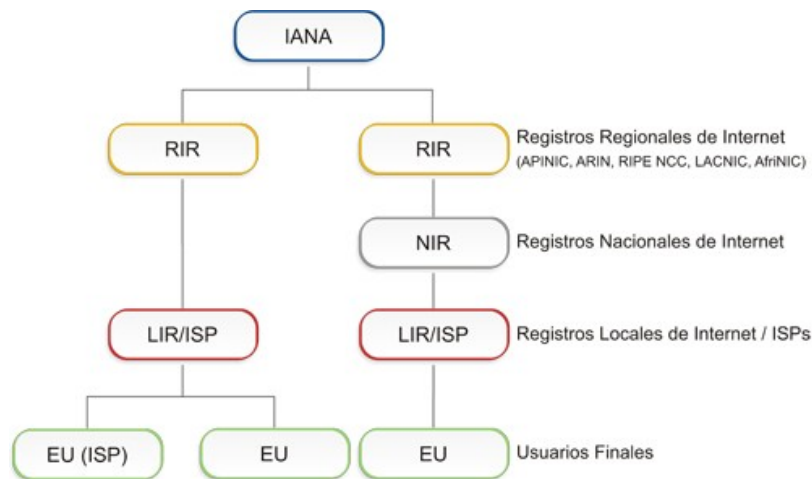 IANA
RIR
RIR
Registros Regionales de Internet
(APINIC, ARIN, RIPE NCC, LACNIC, AfriNIC)
NIR
Registros Nacionales de Internet
LIR/ISP
LIR/ISP
Registros Locales de Internet / ISPs
EU (ISP)
EU
EU
Usuarios Finales